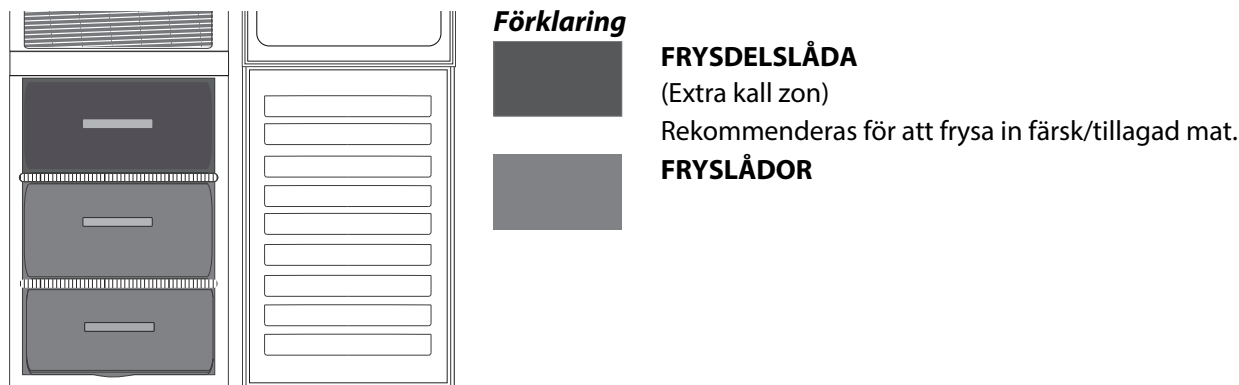 Förklaring
FRYSDELSLÅDA
(Extra kall zon)
Rekommenderas för att frysa in färsk/tillagad mat.
FRYSLÅDOR